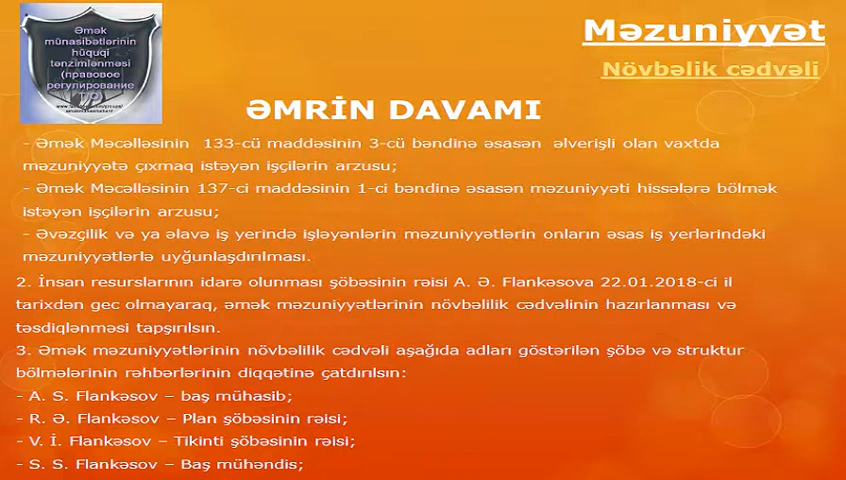 Əmək
münasibətlərinin
hüquqi
tənzimlənməsi
(правовое
регулирование
Т.О)
Məzuniyyət
Növbəlik cədvəli
ƏMRİN DAVAMI
- Əmək Məcəlləsinin 133-cü maddəsinin 3-cü bəndinə əsasən əlverişli olan vaxtda
məzuniyyətə çıxmaq istəyən işçilərin arzusu;
- Əmək Məcəlləsinin 137-ci maddəsinin 1-ci bəndinə əsasən məzuniyyəti hissələrə bölmək
istəyən işçilərin arzusu;
- Əvəzçilik və ya əlavə iş yerində işləyənlərin məzuniyyətlərin onların əsas iş yerlərindəki
məzuniyyətlərlə uyğunlaşdırılması.
2. İnsan resurslarının idarə olunması şöbəsinin rəisi A. Ə. Flankəsova 22.01.2018-ci il
tarixdən gec olmayaraq, əmək məzuniyyətlərinin növbəlilik cədvəlinin hazırlanması və
təsdiqlənməsi tapşırılsın.
3. Əmək məzuniyyətlərinin növbəlilik cədvəli aşağıda adları göstərilən şöbə və struktur
bölmələrinin rəhbərlərinin diqqətinə çatdırılsın:
- A. S. Flankəsov – baş mühasib;
- R. Ə. Flankəsov – Plan şöbəsinin rəisi;
- V. İ. Flankəsov – Tikinti şöbəsinin rəisi;
- S. S. Flankəsov – Baş mühəndis;